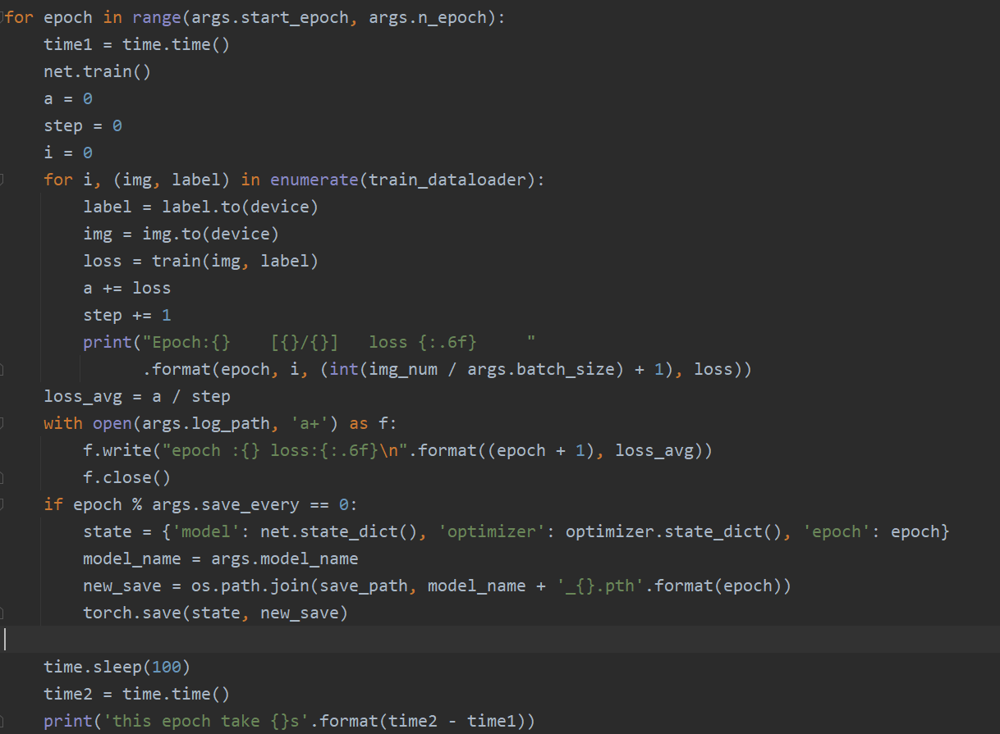 for epoch in range(args.start_epoch, args.n_epoch):
    time1 = time.time()
    net.train()
    a = 0
    step = 0
    i = 0
    for i, (img, label) in enumerate(train_dataloader):
        label = label.to(device)
        img = img.to(device)
        loss = train(img, label)
        a += loss
        step += 1
        print("Epoch:{}    [{}/{}]   loss {:.6f}     "
              .format(epoch, i, (int(img_num / args.batch_size) + 1), loss))
    loss_avg = a / step
    with open(args.log_path, 'a+') as f:
        f.write("epoch :{} loss:{:.6f}\n".format((epoch + 1), loss_avg))
        f.close()
    if epoch % args.save_every == 0:
        state = {'model': net.state_dict(), 'optimizer': optimizer.state_dict(), 'epoch': epoch}
        model_name = args.model_name
        new_save = os.path.join(save_path, model_name + '_{}.pth'.format(epoch))
        torch.save(state, new_save)

    time.sleep(100)
    time2 = time.time()
    print('this epoch take {}s'.format(time2 - time1))